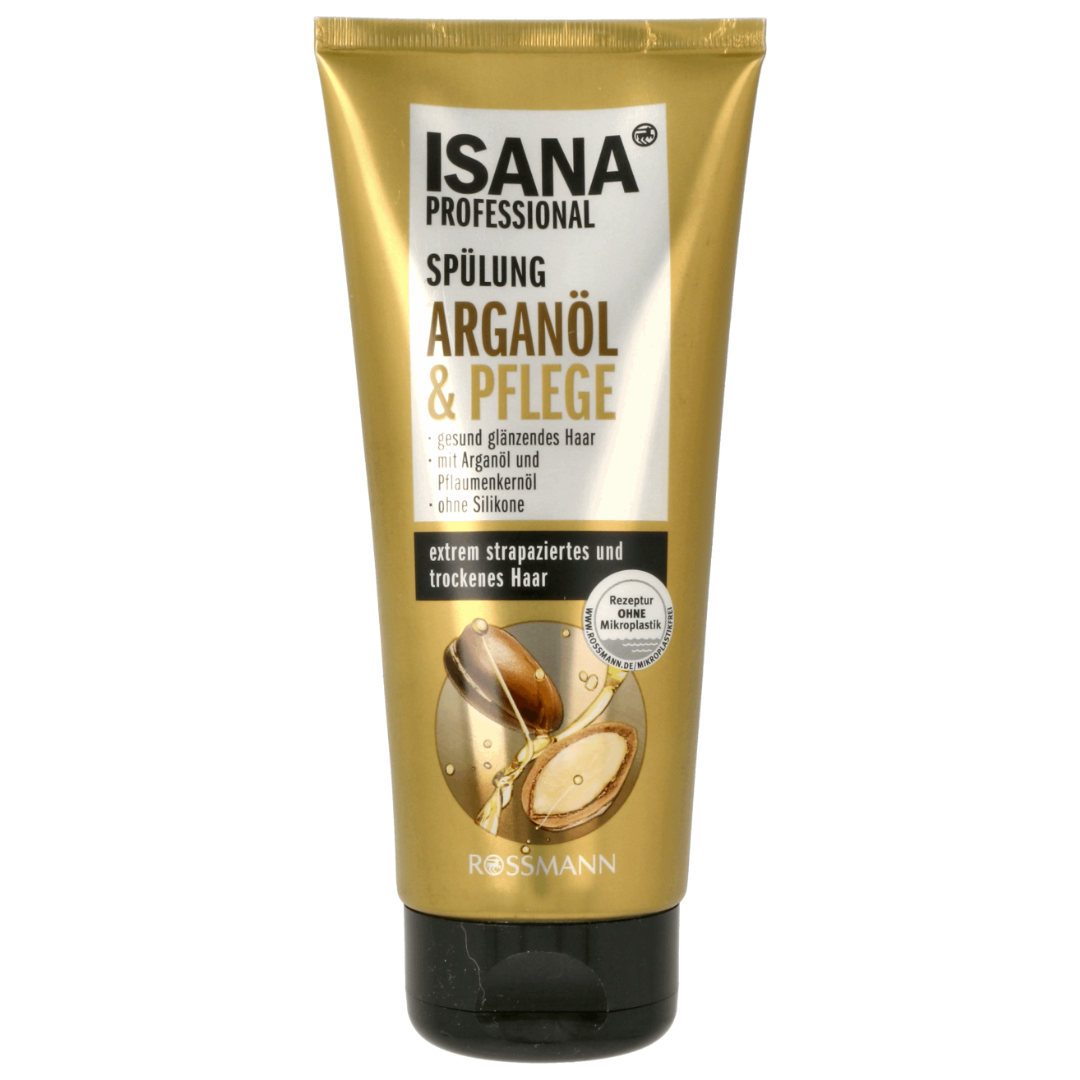 ISANA
PROFESSIONAL
SPÜLUNG
ARGANÖL
& PFLEGE
· gesund glänzendes Haar
· mit Arganöl und
Pflaumenkernöl
· ohne Silikone
extrem strapaziertes und
trockenes Haar
Rezeptur
OHNE
Mikroplastik
WWW.ROSSMANN.DE/MIKROPLASTIKFREI
ROSSMANN